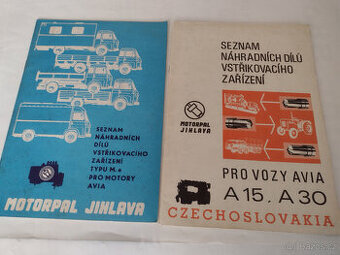 SEZNAM
NÁHRADNÍCH
DÍLŮ
VSTŘIKOVACÍHO
ZAŘÍZENÍ
TYPU M. a
PRO MOTORY
AVIA
MOTORPAL JIHLAVA
SEZNAM
NÁHRADNÍCH DÍLŮ
VSTŘIKOVACÍHO
ZAŘÍZENÍ
MOTORPAL
JIHLAVA
PRO VOZY AVIA
A 15, A 30
CZECHOSLOVAKIA